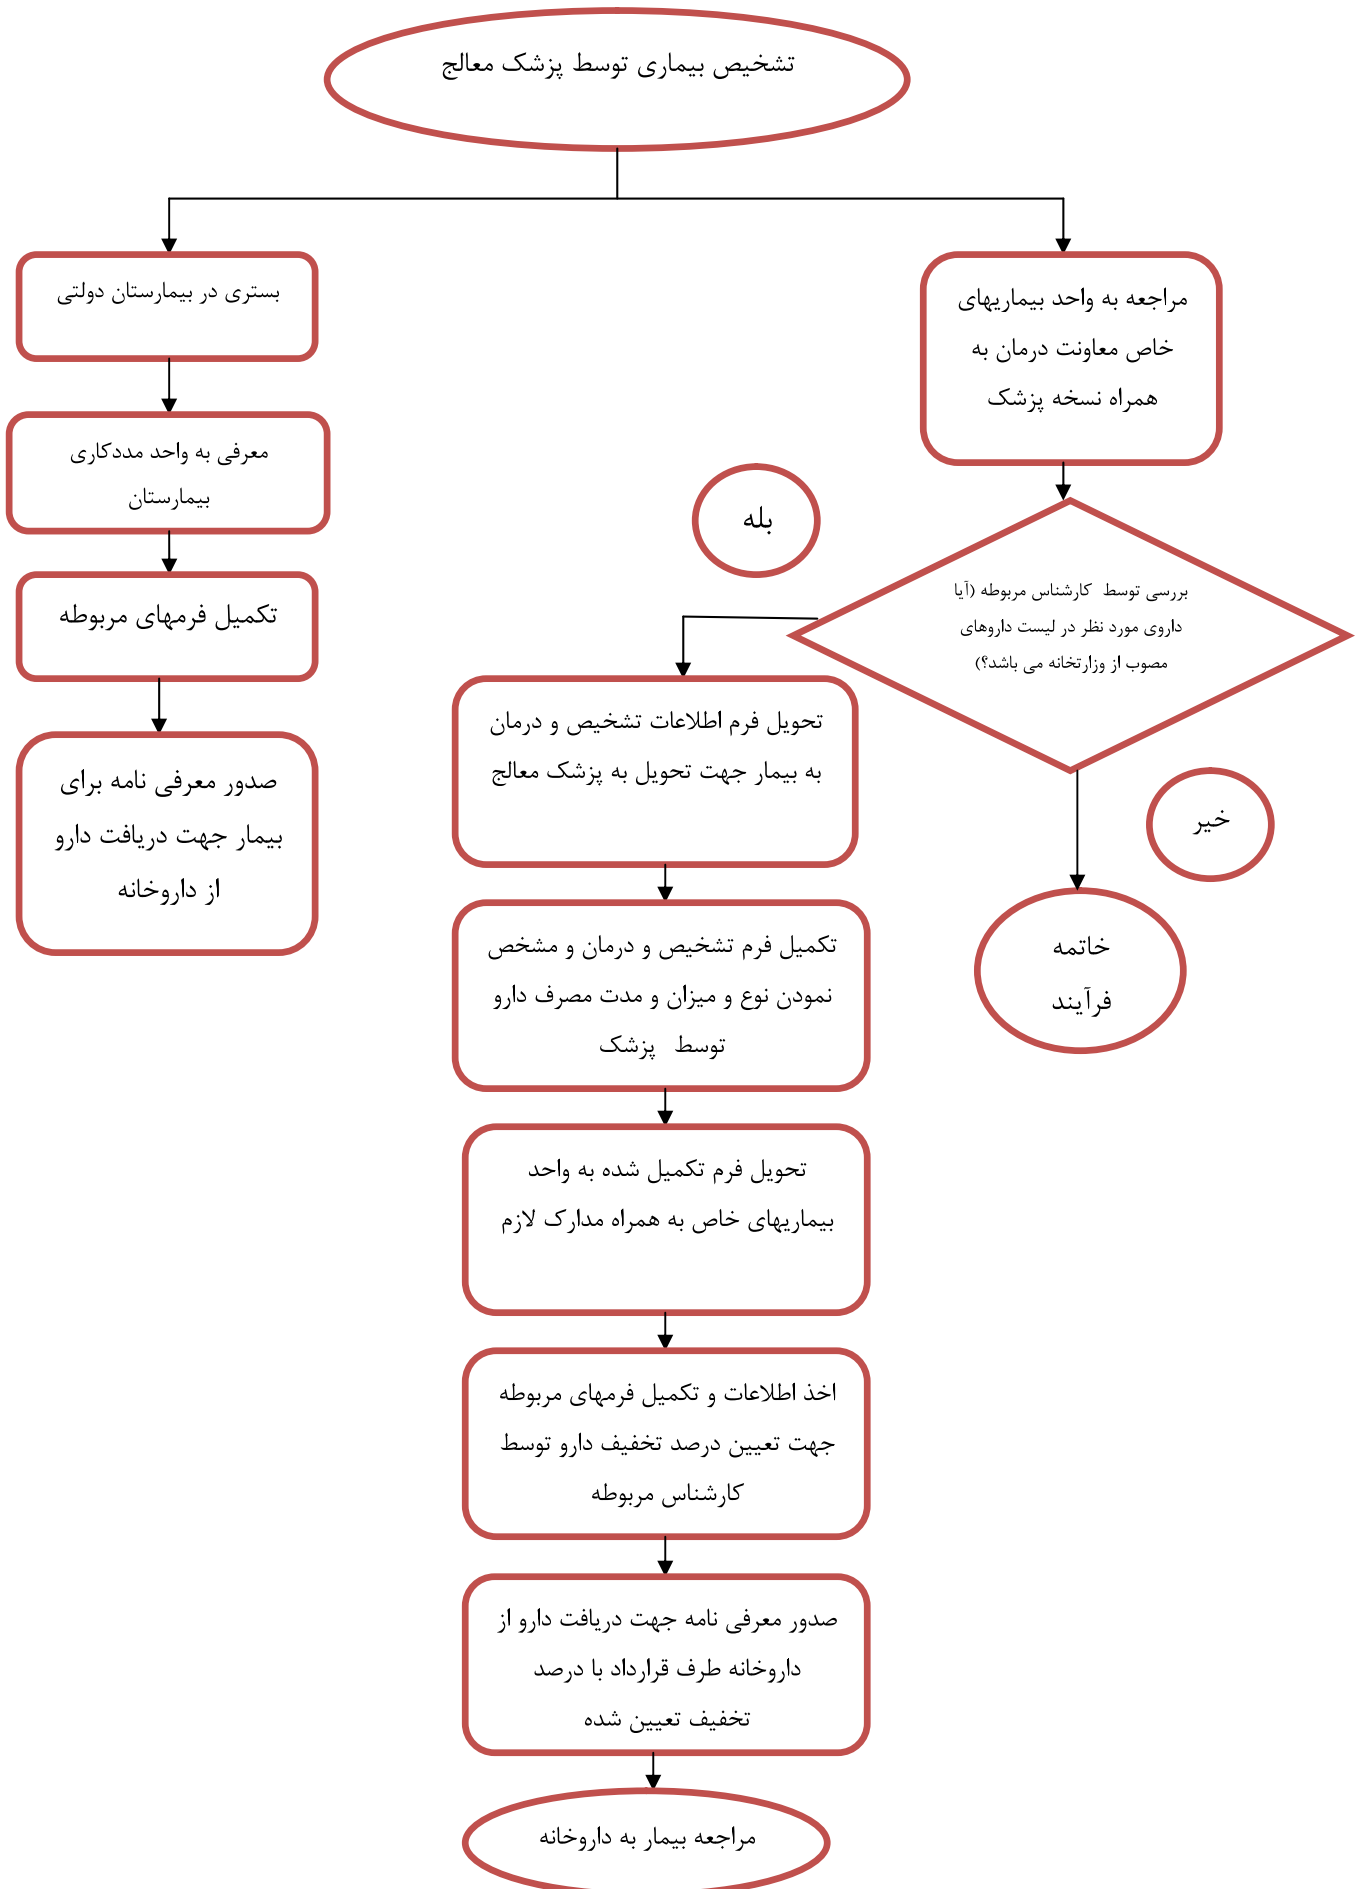 تشخیص بیماری توسط پزشک معالج
مراجعه به واحد بیماریهای
خاص معاونت درمان به
همراه نسخه پزشک
بررسی توسط کارشناس مربوطه (آیا
داروی مورد نظر در لیست داروهای
مصوب از وزارتخانه می باشد؟)
خیر
خاتمه
فرآیند
بله
تحویل فرم اطلاعات تشخیص و درمان
به بیمار جهت تحویل به پزشک معالج
تکمیل فرم تشخیص و درمان و مشخص
نمودن نوع و میزان و مدت مصرف دارو
توسط پزشک
تحویل فرم تکمیل شده به واحد
بیماریهای خاص به همراه مدارک لازم
اخذ اطلاعات و تکمیل فرمهای مربوطه
جهت تعیین درصد تخفیف دارو توسط
کارشناس مربوطه
صدور معرفی نامه جهت دریافت دارو از
داروخانه طرف قرارداد با درصد
تخفیف تعیین شده
مراجعه بیمار به داروخانه
بستری در بیمارستان دولتی
معرفی به واحد مددکاری
بیمارستان
تکمیل فرمهای مربوطه
صدور معرفی نامه برای
بیمار جهت دریافت دارو
از داروخانه